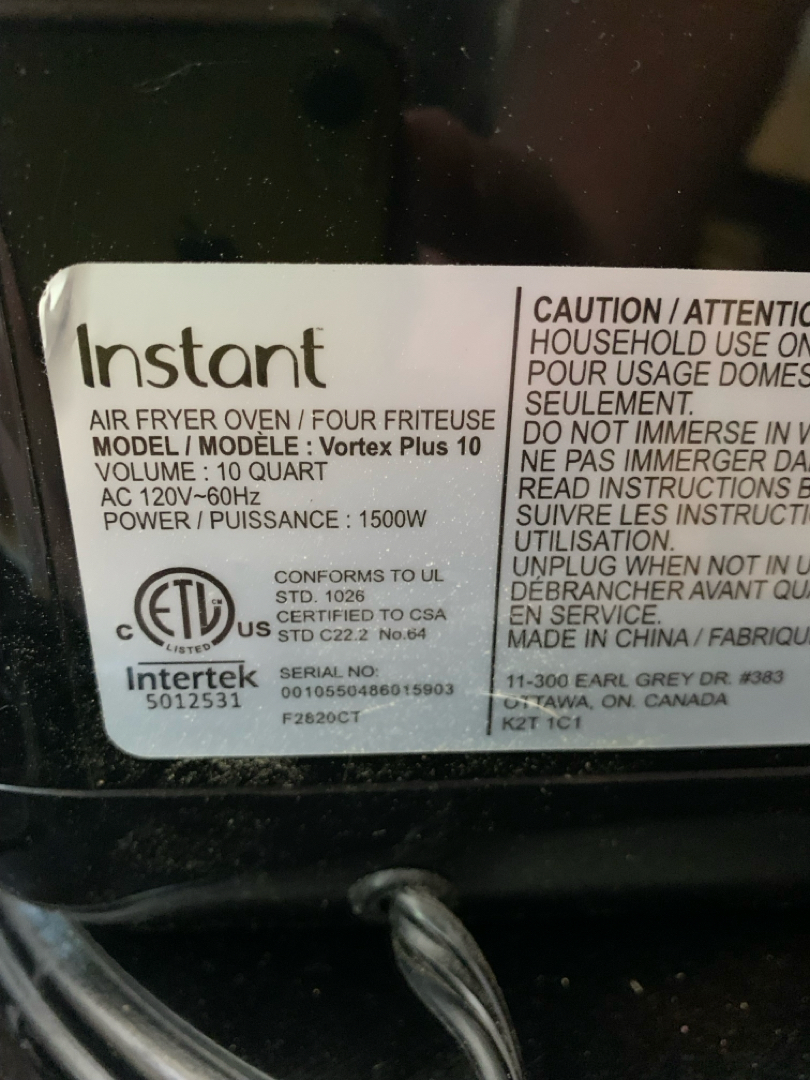 Instant™
AIR FRYER OVEN / FOUR FRITEUSE
MODEL / MODÈLE : Vortex Plus 10
VOLUME : 10 QUART
AC 120V~60Hz
POWER / PUISSANCE : 1500W
C ETL US
LISTED
CONFORMS TO UL
STD. 1026
CERTIFIED TO CSA
STD C22.2 No.64
Intertek
5012531
SERIAL NO:
0010550486015903
F2820CT
CAUTION / ATTENTIO
HOUSEHOLD USE ON
POUR USAGE DOMES
SEULEMENT.
DO NOT IMMERSE IN W
NE PAS IMMERGER DA
READ INSTRUCTIONS B
SUIVRE LES INSTRUCTI
UTILISATION.
UNPLUG WHEN NOT IN U
DÉBRANCHER AVANT QU
EN SERVICE.
MADE IN CHINA / FABRIQU
11-300 EARL GREY DR. #383
OTTAWA, ON. CANADA
K2T 1C1